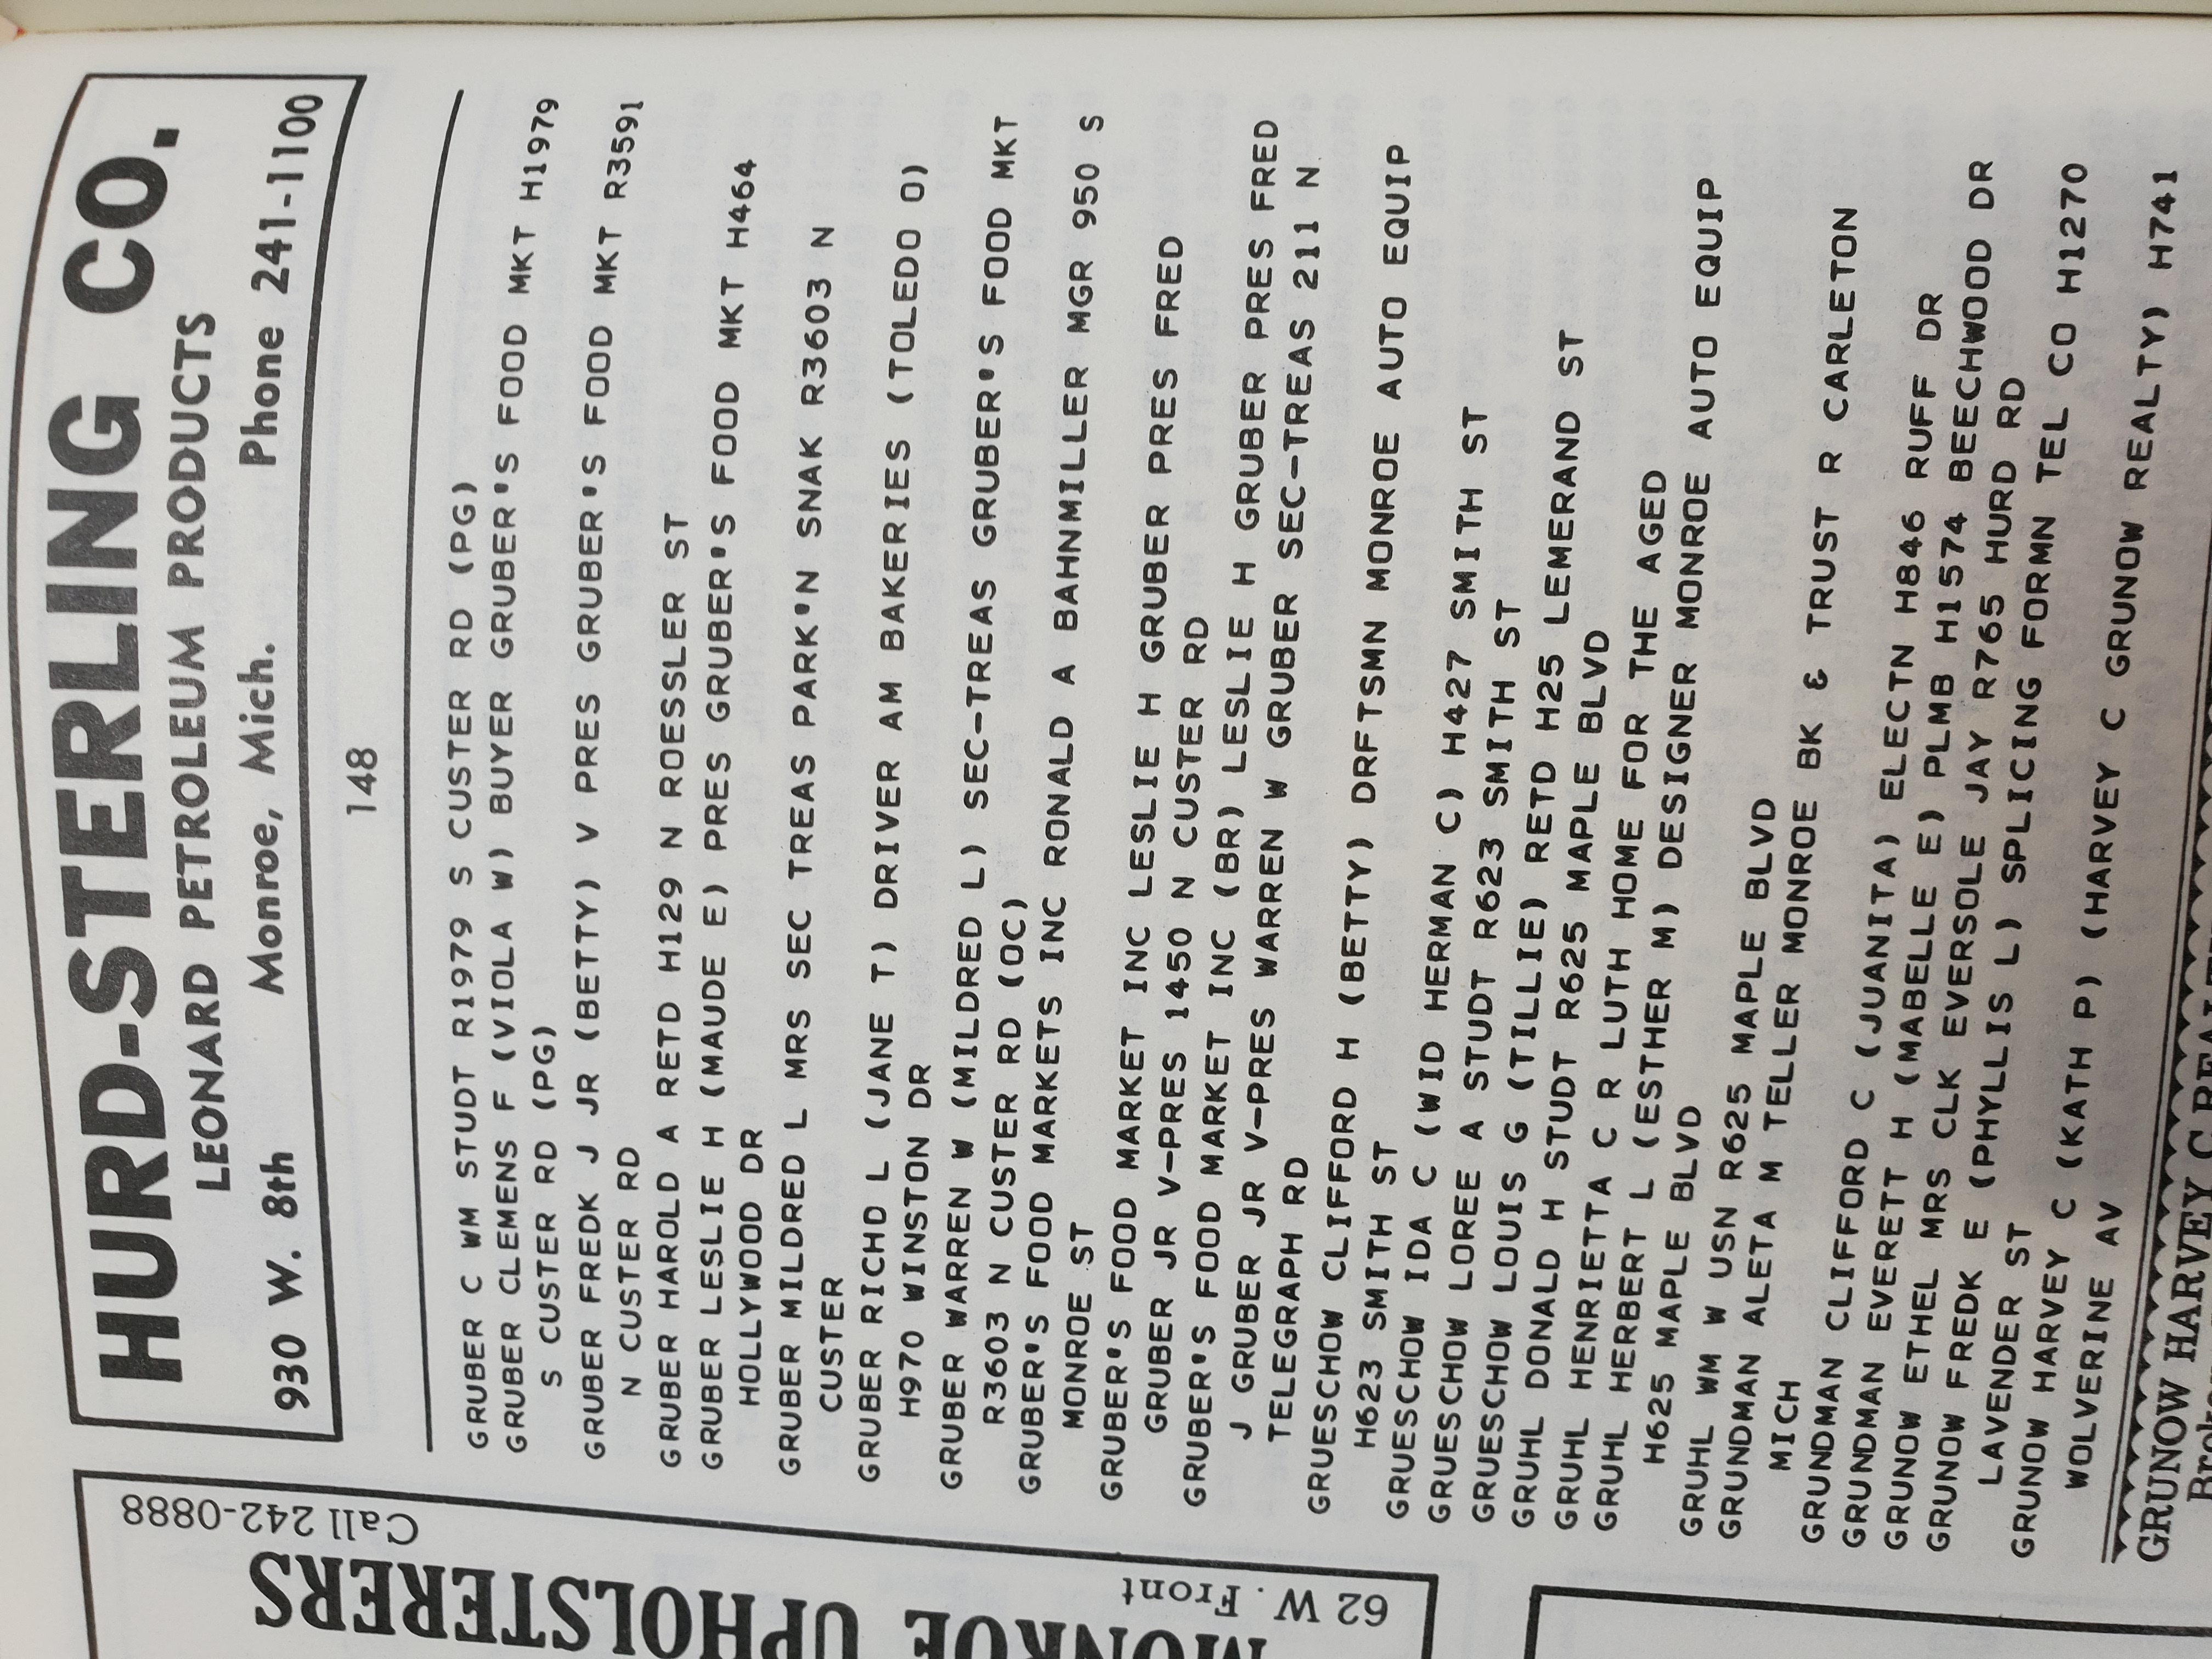 HURD-STERLING CO.
LEONARD PETROLEUM PRODUCTS
930 W. 8th Monroe, Mich. Phone 241-1100
148
GRUBER C WM STUDT R1979 S CUSTER RD (PG)
GRUBER CLEMENS F (VIOLA W) BUYER GRUBER'S FOOD MKT H1979
S CUSTER RD (PG)
GRUBER FREDK J JR (BETTY) V PRES GRUBER'S FOOD MKT R3591
N CUSTER RD
GRUBER HAROLD A RETD H129 N ROESSLER ST
GRUBER LESLIE H (MAUDE E) PRES GRUBER'S FOOD MKT H464
HOLLYWOOD DR
GRUBER MILDRED L MRS SEC TREAS PARK'N SNAK R3603 N
CUSTER
GRUBER RICHD L (JANE T) DRIVER AM BAKERIES (TOLEDO O)
H970 WINSTON DR
GRUBER WARREN W (MILDRED L) SEC-TREAS GRUBER'S FOOD MKT
R3603 N CUSTER RD (OC)
GRUBER'S FOOD MARKETS INC RONALD A BAHNMILLER MGR 950 S
MONROE ST
GRUBER'S FOOD MARKET INC LESLIE H GRUBER PRES FRED
GRUBER JR V-PRES 1450 N CUSTER RD
GRUBER'S FOOD MARKET INC (BR) LESLIE H GRUBER PRES FRED
J GRUBER JR V-PRES WARREN W GRUBER SEC-TREAS 211 N
TELEGRAPH RD
GRUESCHOW CLIFFORD H (BETTY) DRFTSMN MONROE AUTO EQUIP
H623 SMITH ST
GRUESCHOW IDA C (WID HERMAN C) H427 SMITH ST
GRUESCHOW LOREE A STUDT R623 SMITH ST
GRUESCHOW LOUIS G (TILLIE) RETD H25 LEMERAND ST
GRUHL DONALD H STUDT R625 MAPLE BLVD
GRUHL HENRIETTA C R LUTH HOME FOR THE AGED
GRUHL HERBERT L (ESTHER M) DESIGNER MONROE AUTO EQUIP
H625 MAPLE BLVD
GRUHL WM W USN R625 MAPLE BLVD
GRUNDMAN ALETA M TELLER MONROE BK & TRUST R CARLETON
MICH
GRUNDMAN CLIFFORD C (JUANITA) ELECTN H846 RUFF DR
GRUNDMAN EVERETT H (MABELLE E) PLMB H1574 BEECHWOOD DR
GRUNOW ETHEL MRS CLK EVERSOLE JAY R765 HURD RD
GRUNOW FREDK E (PHYLLIS L) SPLICING FORMN TEL CO H1270
LAVENDER ST
GRUNOW HARVEY C (KATH P) (HARVEY C GRUNOW REALTY) H741
WOLVERINE AV
GRUNOW HARVEY C
MONROE UPHOLSTERERS
62 W. Front
Call 242-0888